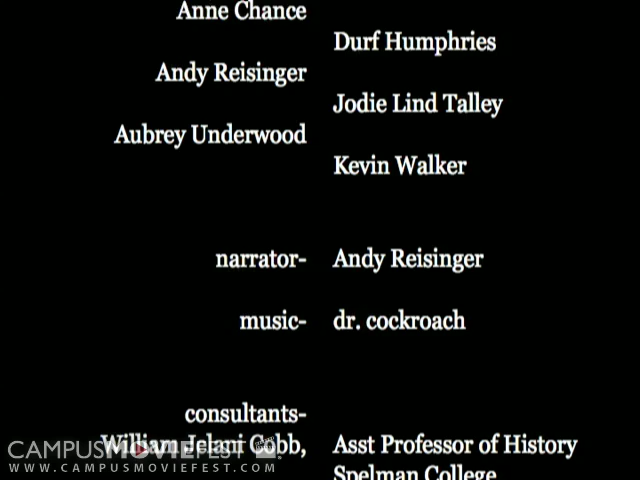 Anne Chance
Durf Humphries
Andy Reisinger
Jodie Lind Talley
Aubrey Underwood
Kevin Walker
narrator- Andy Reisinger
music- dr. cockroach
consultants-
William Jelani Cobb, Asst Professor of History
Spelman College
CAMPUSMOVIEFEST
WWW.CAMPUSMOVIEFEST.COM